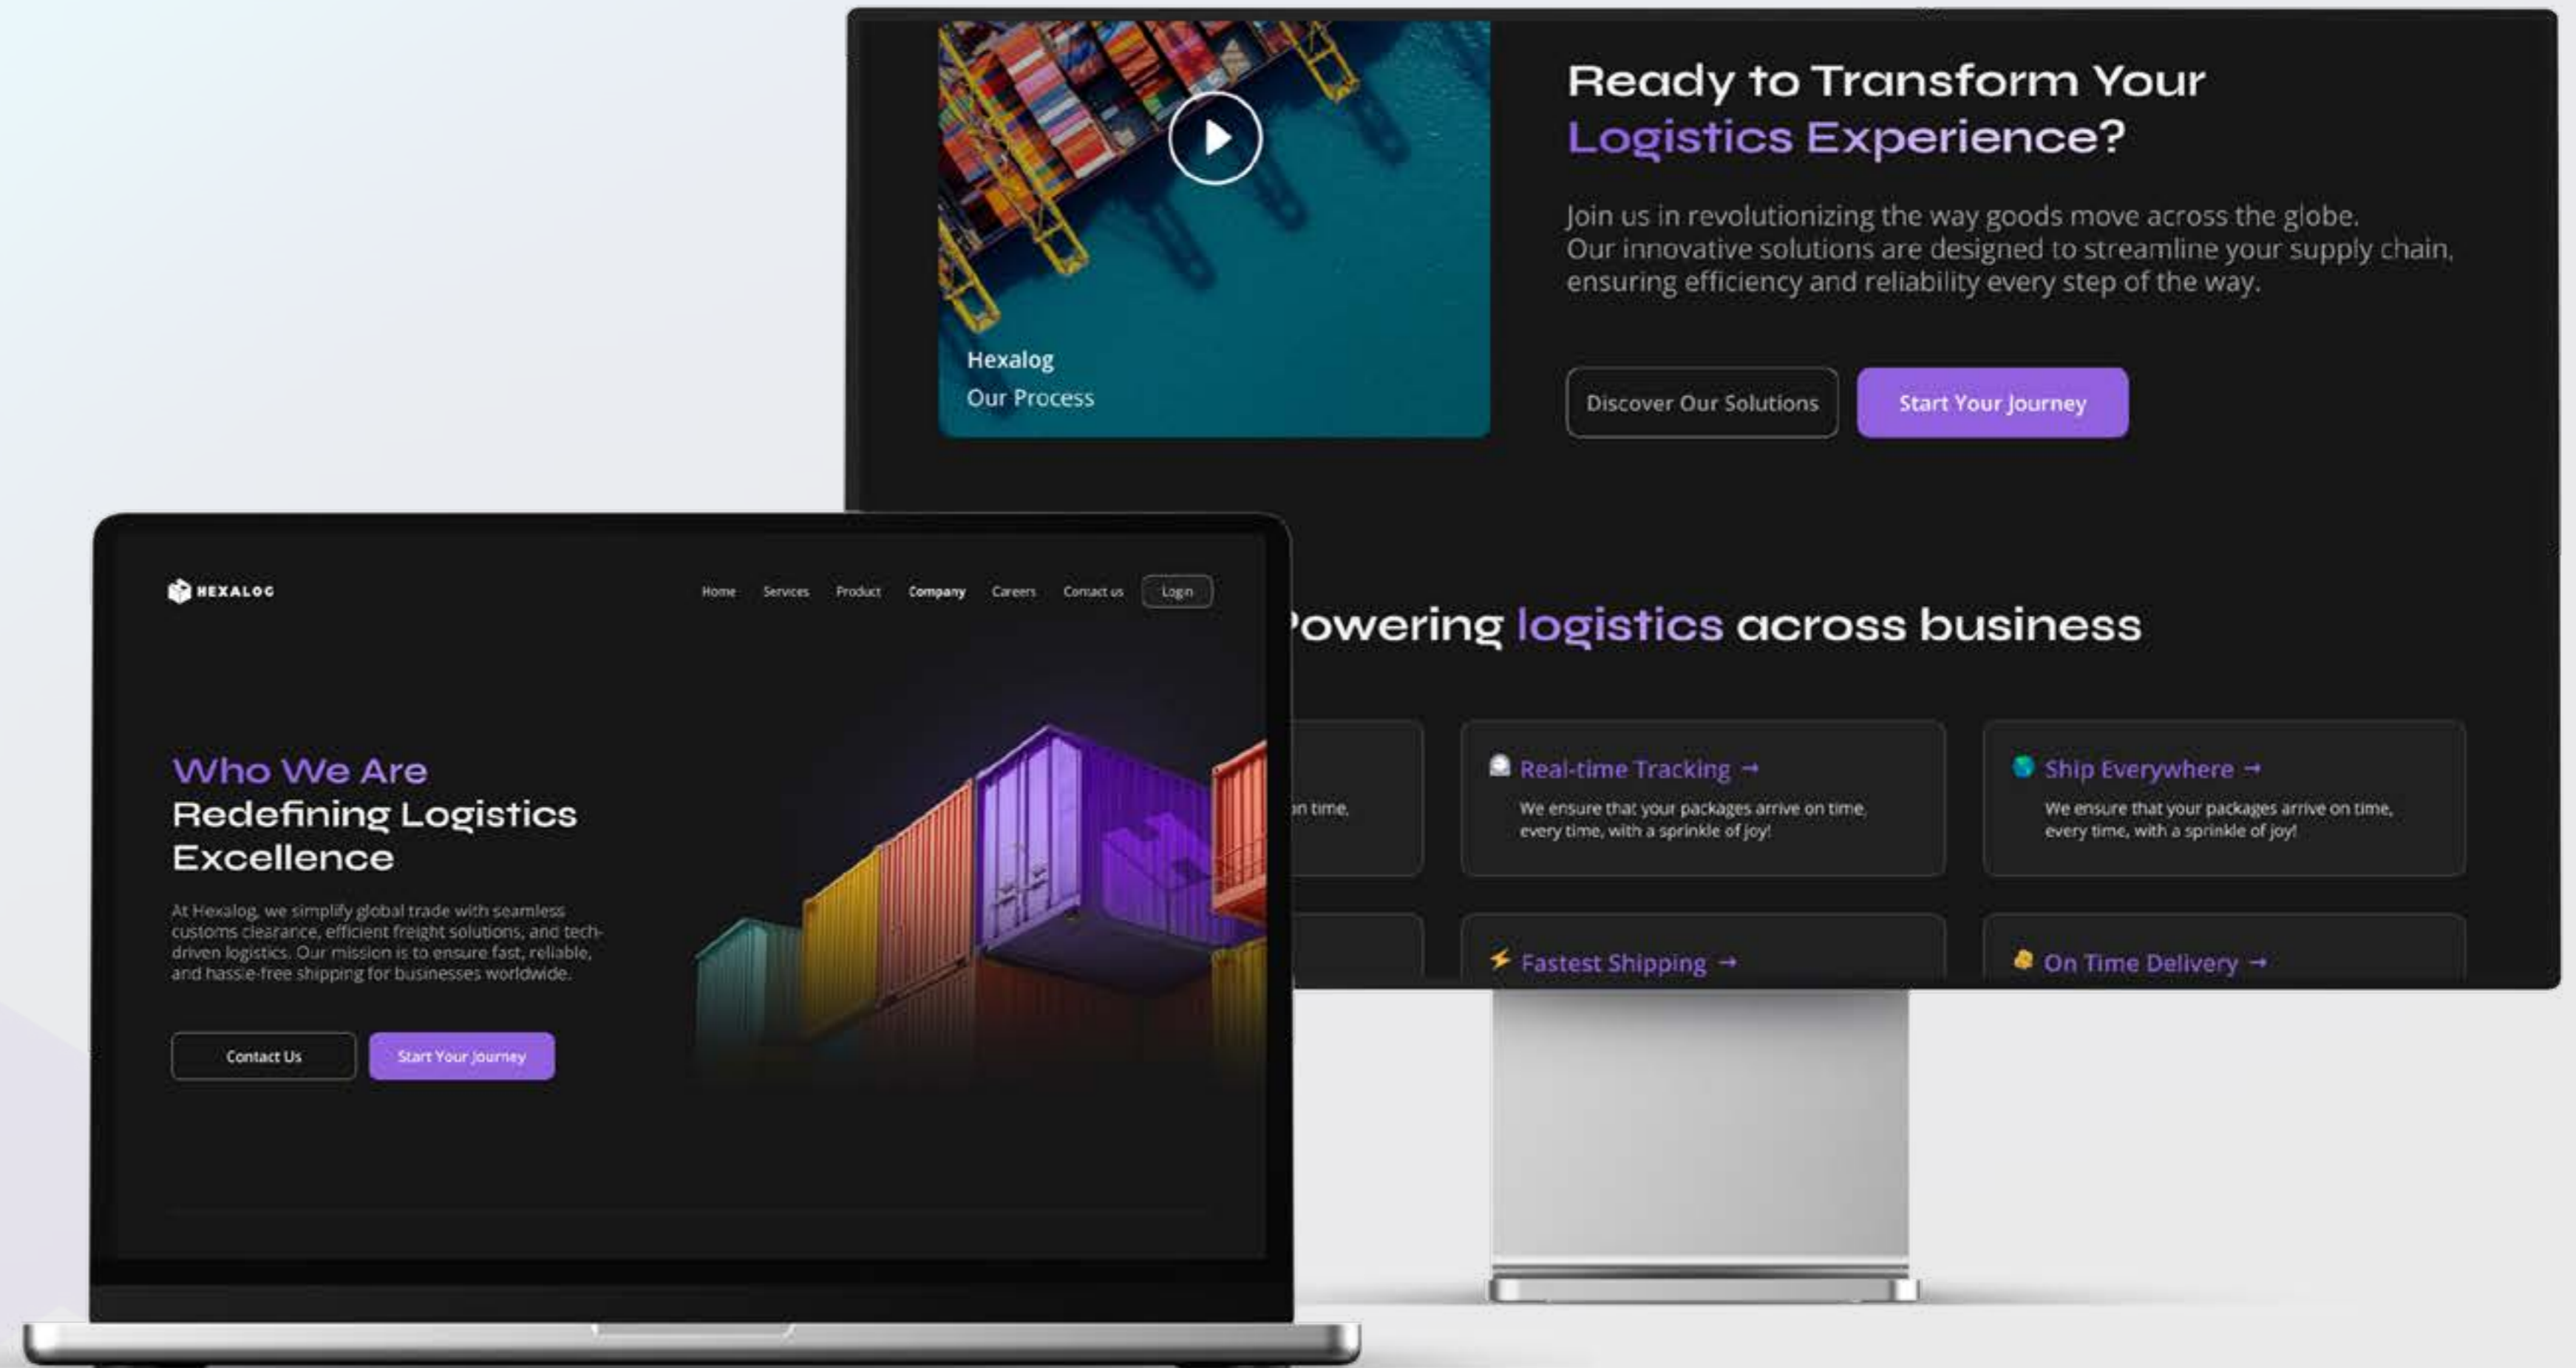 Ready to Transform Your
Logistics Experience?
Join us in revolutionizing the way goods move across the globe.
Our innovative solutions are designed to streamline your supply chain,
ensuring efficiency and reliability every step of the way.
Hexalog
Our Process
Discover Our Solutions
Start Your Journey
Powering logistics across business
on time,
Real-time Tracking →
We ensure that your packages arrive on time,
every time, with a sprinkle of joy!
Ship Everywhere →
We ensure that your packages arrive on time,
every time, with a sprinkle of joy!
Fastest Shipping →
On Time Delivery →
HEXALOG
Home Services Product Company Careers Contact us Login
Who We Are
Redefining Logistics
Excellence
At Hexalog, we simplify global trade with seamless
customs clearance, efficient freight solutions, and tech-
driven logistics. Our mission is to ensure fast, reliable,
and hassle-free shipping for businesses worldwide.
Contact Us
Start Your Journey